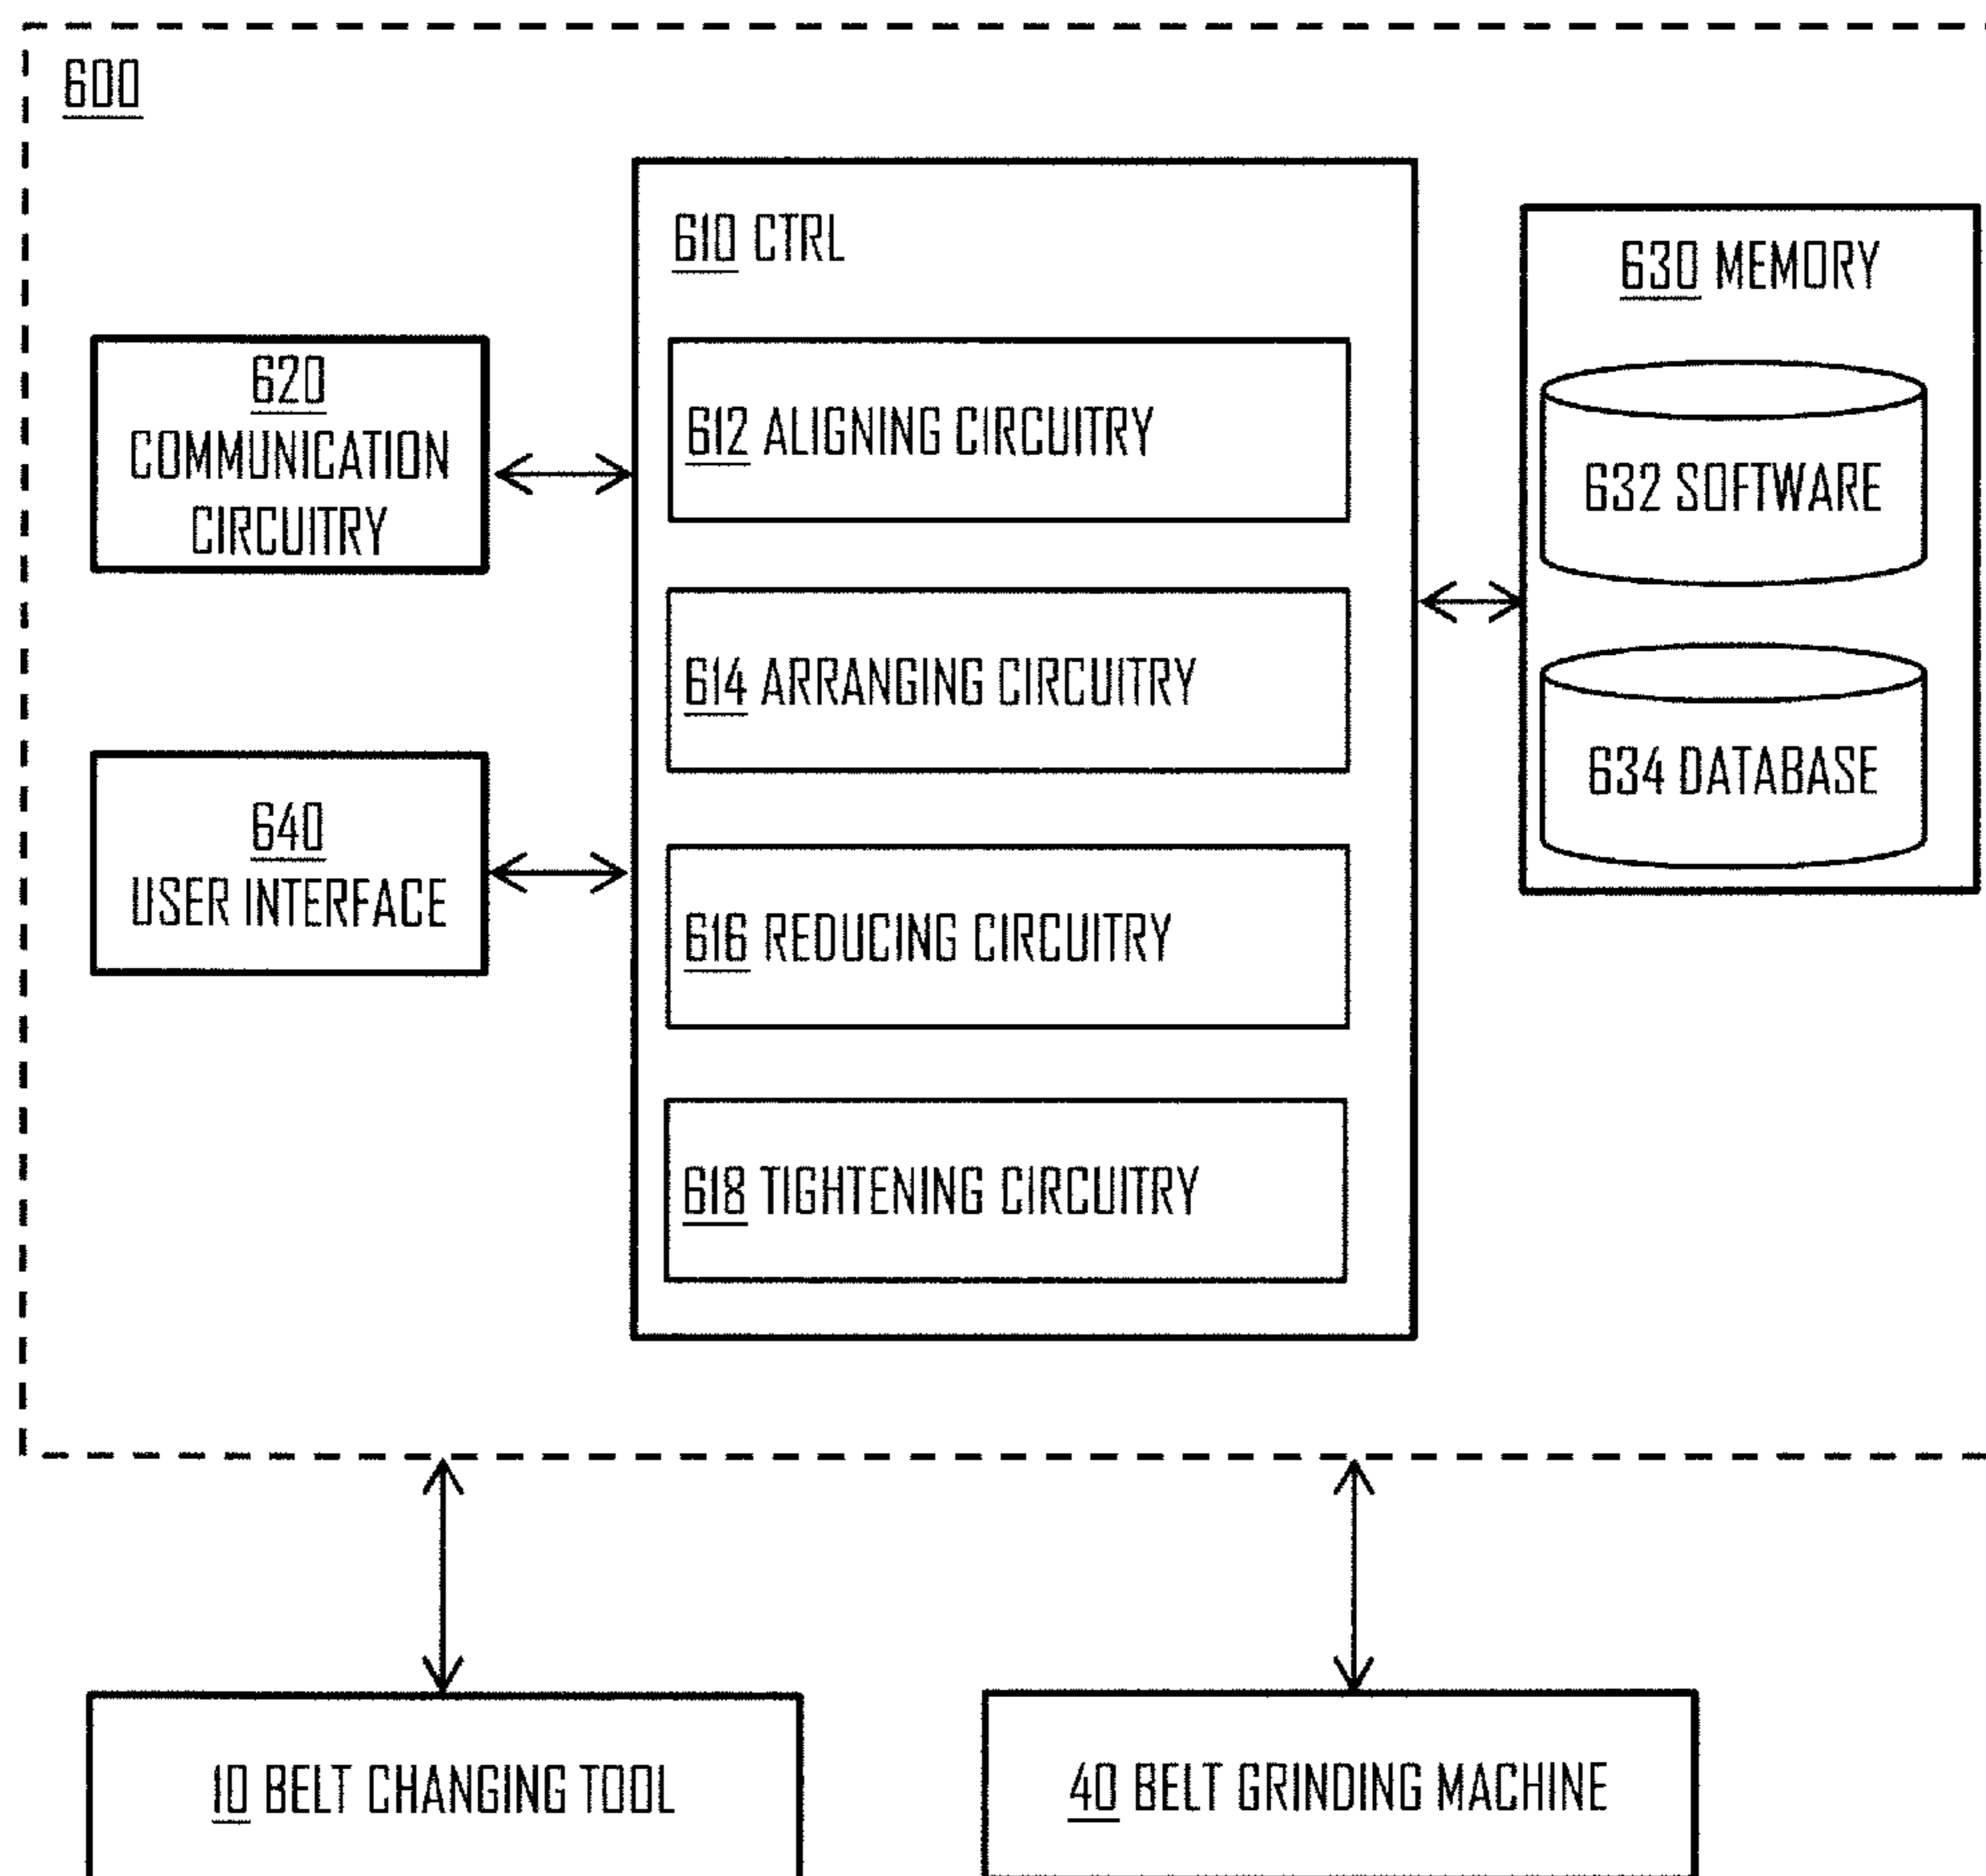 600
610 CTRL
630 MEMORY
620
COMMUNICATION
CIRCUITRY
612 ALIGNING CIRCUITRY
632 SOFTWARE
614 ARRANGING CIRCUITRY
634 DATABASE
640
USER INTERFACE
616 REDUCING CIRCUITRY
618 TIGHTENING CIRCUITRY
10 BELT CHANGING TOOL
40 BELT GRINDING MACHINE